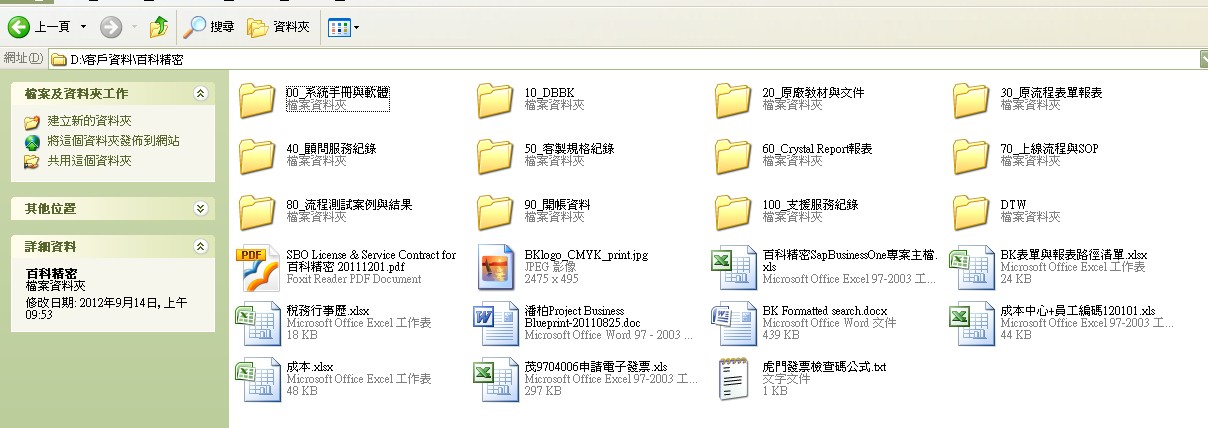 上一頁
搜尋
資料夾
網址(D)
D:\客戶資料\百科精密
檔案及資料夾工作
建立新的資料夾
將這個資料夾發佈到網站
共用這個資料夾
其他位置
詳細資料
百科精密
檔案資料夾
修改日期: 2012年9月14日, 上午
09:53
00_系統手冊與軟體
檔案資料夾
10_DBBK
檔案資料夾
20_原廠教材與文件
檔案資料夾
30_原流程表單報表
檔案資料夾
40_顧問服務紀錄
檔案資料夾
50_客製規格紀錄
檔案資料夾
60_Crystal Report報表
檔案資料夾
70_上線流程與SOP
檔案資料夾
80_流程測試案例與結果
檔案資料夾
90_開帳資料
檔案資料夾
100_支援服務紀錄
檔案資料夾
DTW
檔案資料夾
SBO License & Service Contract for
百科精密 20111201.pdf
Foxit Reader PDF Document
BKlogo_CMYK_print.jpg
JPEG 影像
2475 x 495
百科精密SapBusinessOne專案主檔.
xls
Microsoft Office Excel 97-2003 工...
BK表單與報表路徑清單.xlsx
Microsoft Office Excel 工作表
24 KB
稅務行事歷.xlsx
Microsoft Office Excel 工作表
18 KB
潘柏Project Business
Blueprint-20110825.doc
Microsoft Office Word 97 - 2003 ...
BK Formatted search.docx
Microsoft Office Word 文件
439 KB
成本中心+員工編碼120101.xls
Microsoft Office Excel 97-2003 工...
44 KB
成本.xlsx
Microsoft Office Excel 工作表
48 KB
茂9704006申請電子發票.xls
Microsoft Office Excel 97-2003 工...
297 KB
虎門發票檢查碼公式.txt
文字文件
1 KB